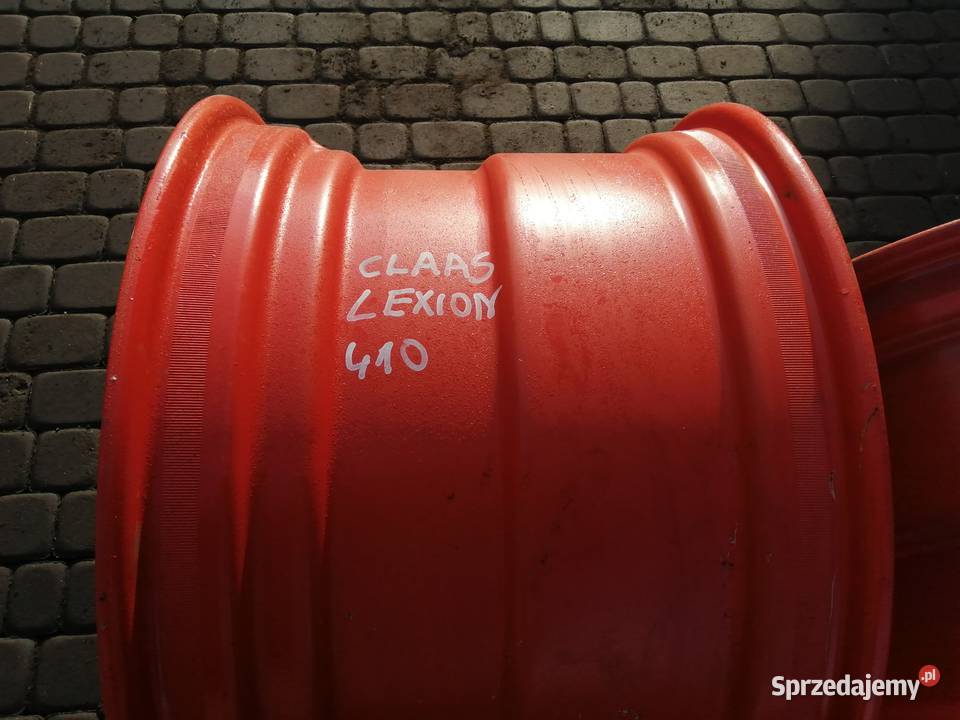 CLAAS
LEXION
410
Sprzedajemy.pl